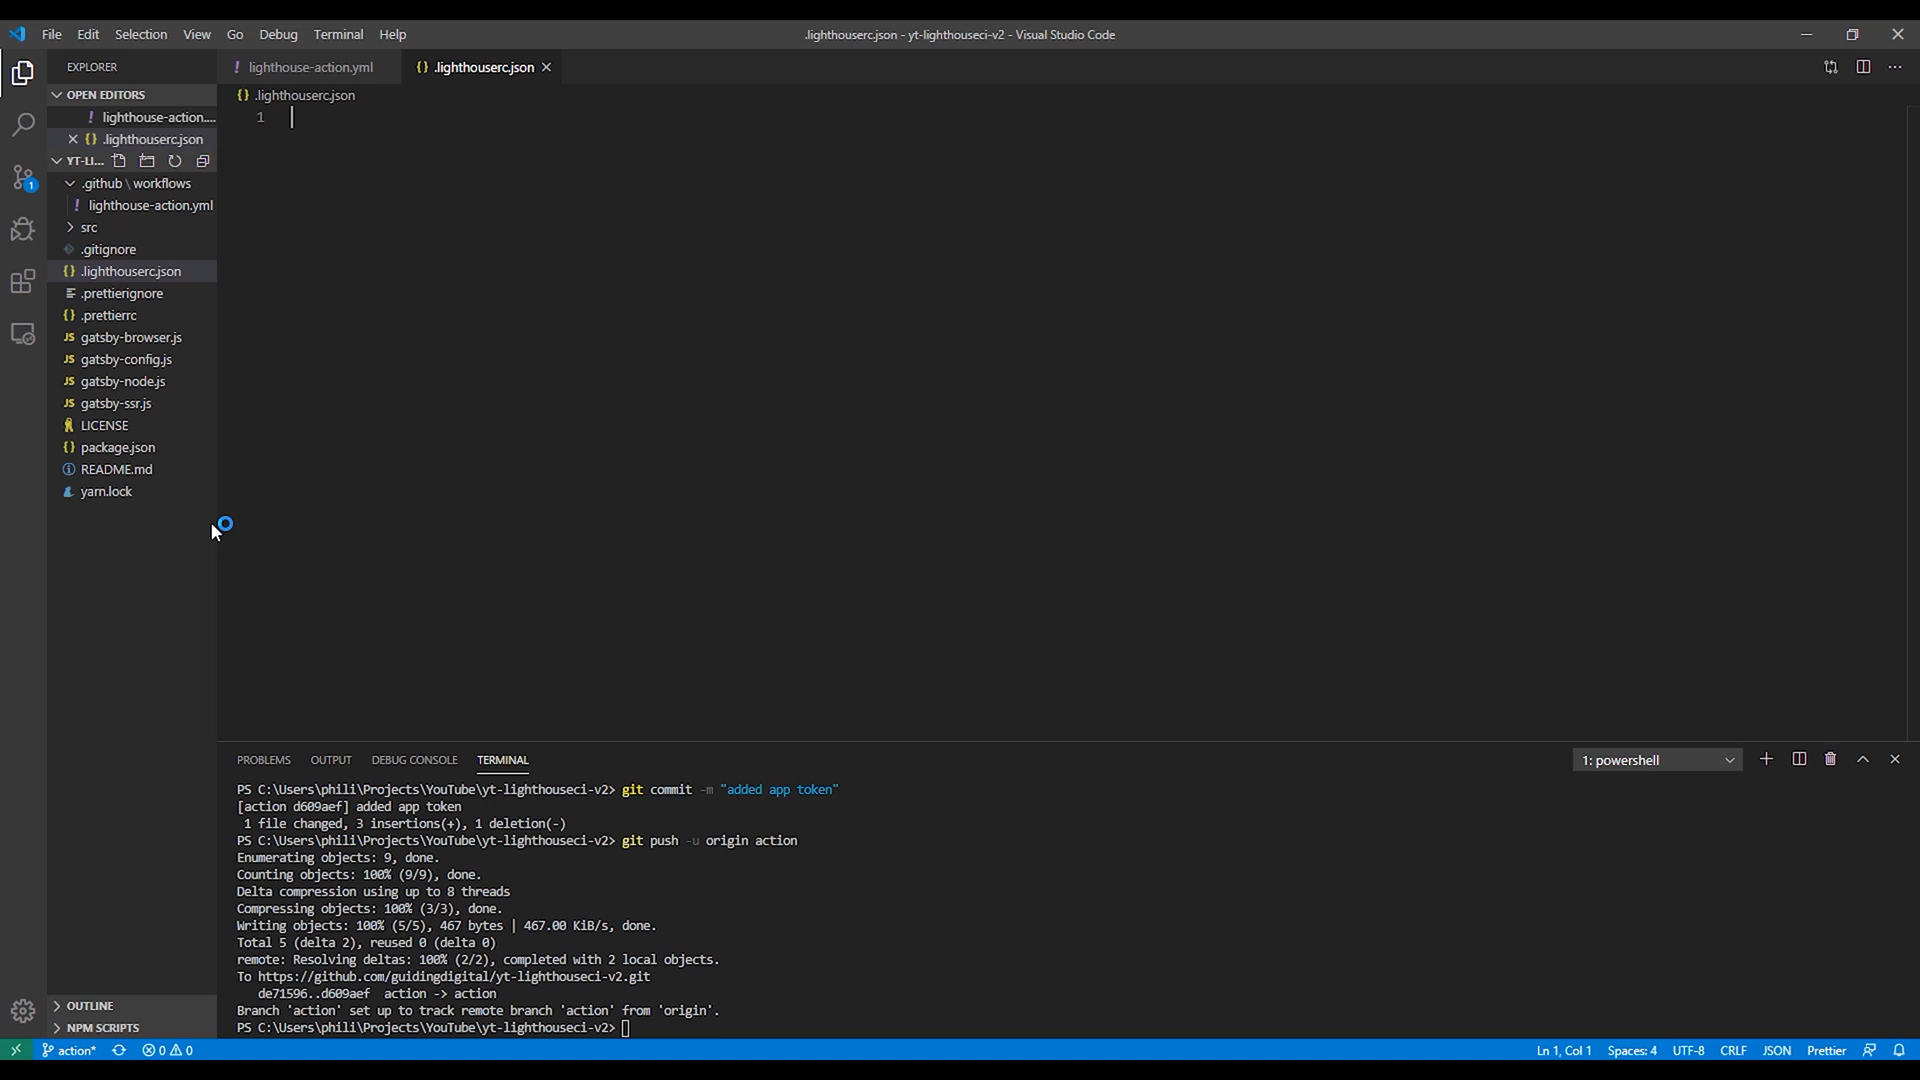 File Edit Selection View Go Debug Terminal Help
.lighthouserc.json - yt-lighthouseci-v2 - Visual Studio Code
EXPLORER
OPEN EDITORS
! lighthouse-action....
{} .lighthouserc.json
YT-LI...
.github \ workflows
! lighthouse-action.yml
src
.gitignore
{} .lighthouserc.json
.prettierignore
{} .prettierrc
JS gatsby-browser.js
JS gatsby-config.js
JS gatsby-node.js
JS gatsby-ssr.js
LICENSE
{} package.json
README.md
yarn.lock
OUTLINE
NPM SCRIPTS
! lighthouse-action.yml
{} .lighthouserc.json
{} .lighthouserc.json
1
PROBLEMS OUTPUT DEBUG CONSOLE TERMINAL
1: powershell
PS C:\Users\phili\Projects\YouTube\yt-lighthouseci-v2> git commit -m "added app token"
[action d609aef] added app token
1 file changed, 3 insertions(+), 1 deletion(-)
PS C:\Users\phili\Projects\YouTube\yt-lighthouseci-v2> git push -u origin action
Enumerating objects: 9, done.
Counting objects: 100% (9/9), done.
Delta compression using up to 8 threads
Compressing objects: 100% (3/3), done.
Writing objects: 100% (5/5), 467 bytes | 467.00 KiB/s, done.
Total 5 (delta 2), reused 0 (delta 0)
remote: Resolving deltas: 100% (2/2), completed with 2 local objects.
To https://github.com/guidingdigital/yt-lighthouseci-v2.git
de71596..d609aef action -> action
Branch 'action' set up to track remote branch 'action' from 'origin'.
PS C:\Users\phili\Projects\YouTube\yt-lighthouseci-v2>
1
action* 0 0
Ln 1, Col 1 Spaces: 4 UTF-8 CRLF JSON Prettier